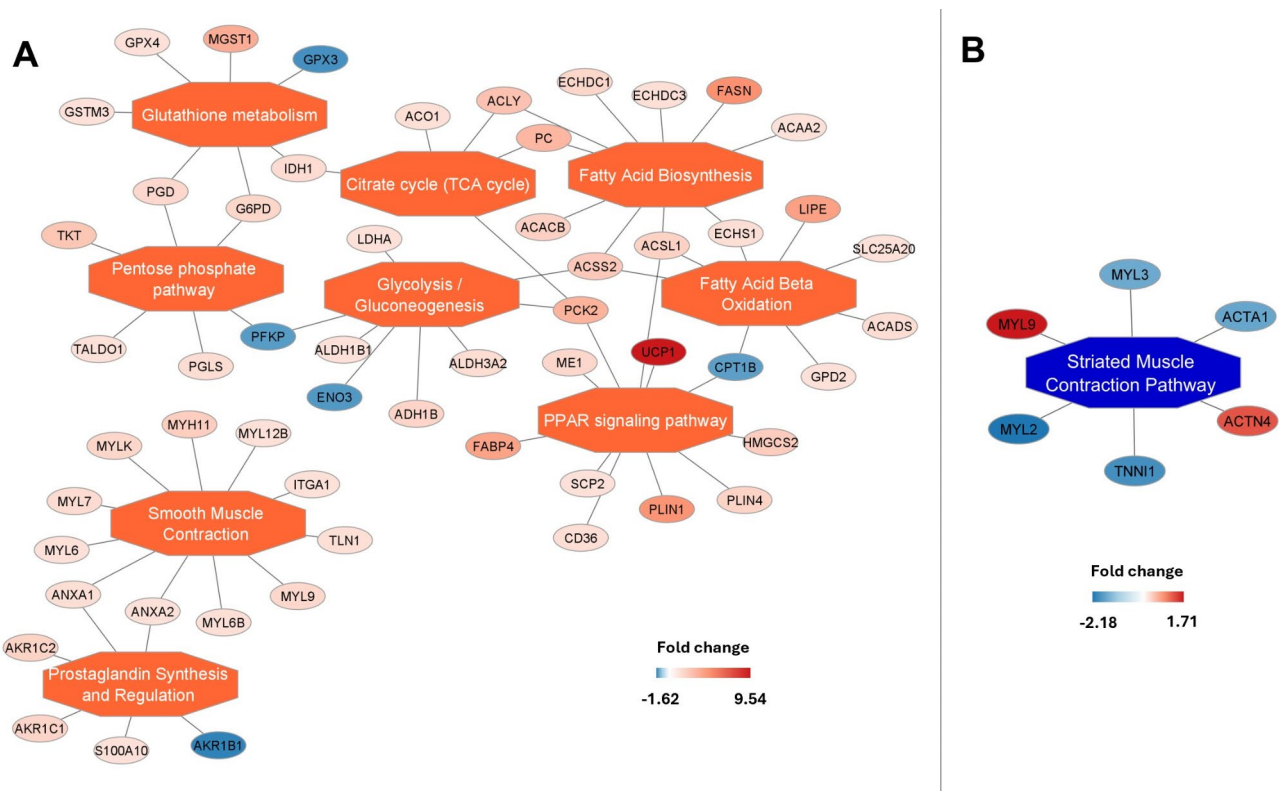 A
B
GPX4
MGST1
GPX3
GSTM3
Glutathione metabolism
ECHDC1
ECHDC3
FASN
ACLY
ACO1
PC
ACAA2
IDH1
Citrate cycle (TCA cycle)
Fatty Acid Biosynthesis
PGD
G6PD
ACACB
LIPE
TKT
LDHA
ACSL1
ECHS1
SLC25A20
Pentose phosphate
pathway
ACSS2
Glycolysis /
Gluconeogenesis
Fatty Acid Beta
Oxidation
PCK2
ACADS
PFKP
TALDO1
PGLS
ALDH1B1
ALDH3A2
ME1
UCP1
CPT1B
GPD2
ENO3
ADH1B
PPAR signaling pathway
FABP4
HMGCS2
SCP2
PLIN1
PLIN4
CD36
MYH11
MYL12B
MYLK
ITGA1
MYL7
Smooth Muscle
Contraction
TLN1
MYL6
ANXA1
ANXA2
MYL6B
MYL9
AKR1C2
Prostaglandin Synthesis
and Regulation
AKR1C1
S100A10
AKR1B1
Fold change
-1.62
9.54
MYL3
MYL9
ACTA1
Striated Muscle
Contraction Pathway
MYL2
ACTN4
TNNI1
Fold change
-2.18
1.71